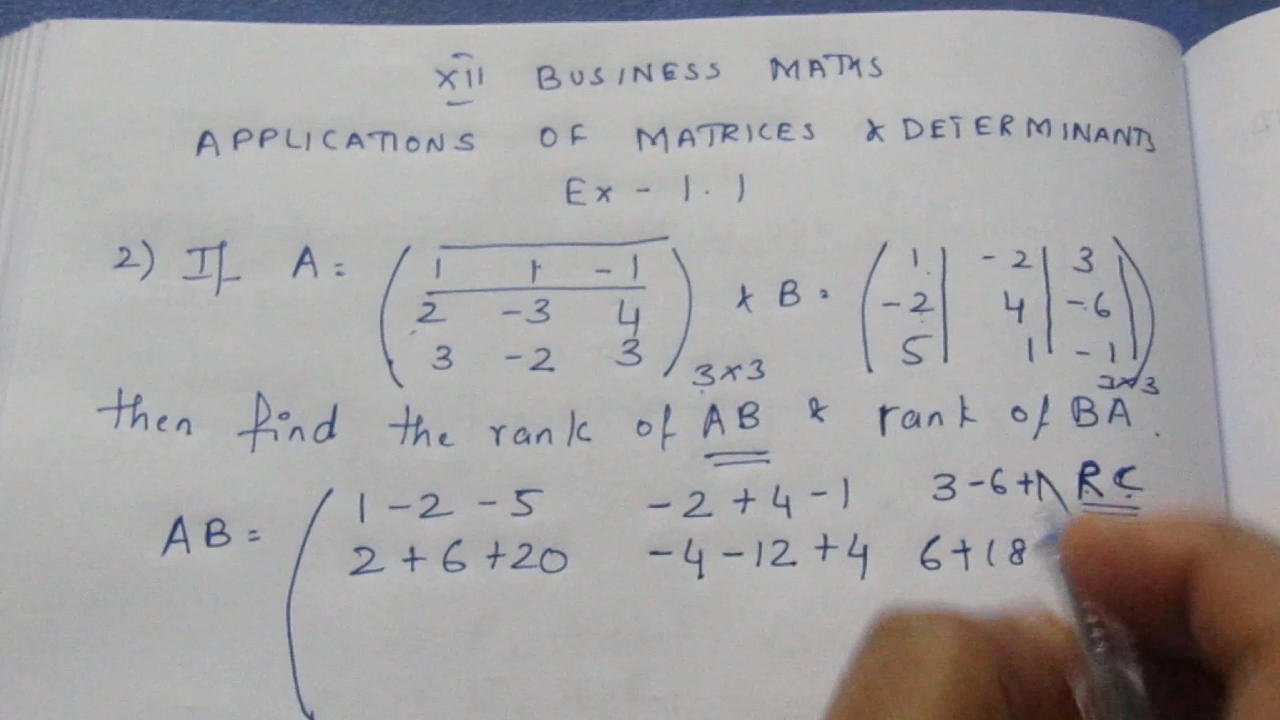 XII BUSINESS MATHS
APPLICATIONS OF MATRICES & DETERMINANTS
Ex - 1.1
2) If A = ( 1 1 -1 & B = ( 1 -2 3
2 -3 4 -2 4 -6
3 -2 3 ) 3×3 5 1 -1 ) 3×3
then find the rank of AB & rank of BA.
AB = ( 1-2-5 -2+4-1 3-6+1 RC
2+6+20 -4-12+4 6+18